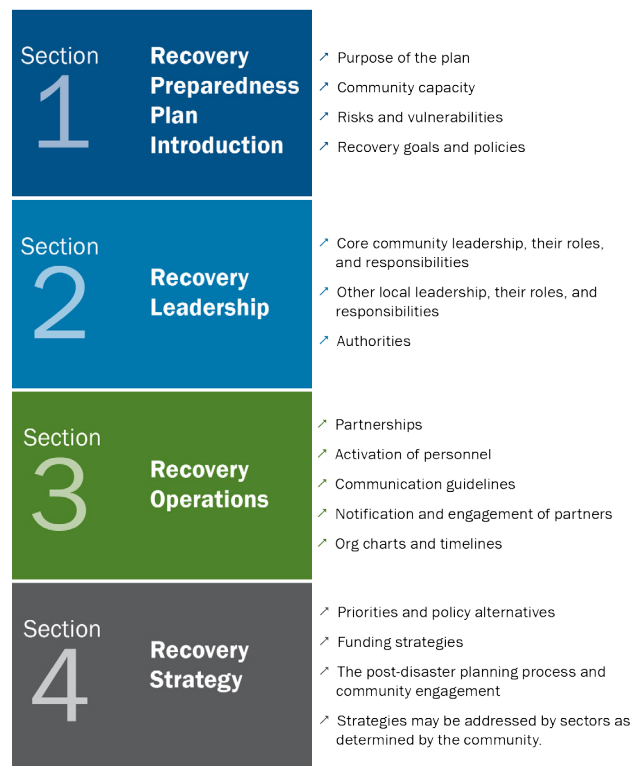 Section
1
Recovery
Preparedness
Plan
Introduction
↗ Purpose of the plan
↗ Community capacity
↗ Risks and vulnerabilities
↗ Recovery goals and policies
Section
2
Recovery
Leadership
↗ Core community leadership, their roles,
and responsibilities
↗ Other local leadership, their roles, and
responsibilities
↗ Authorities
Section
3
Recovery
Operations
↗ Partnerships
↗ Activation of personnel
↗ Communication guidelines
↗ Notification and engagement of partners
↗ Org charts and timelines
Section
4
Recovery
Strategy
↗ Priorities and policy alternatives
↗ Funding strategies
↗ The post-disaster planning process and
community engagement
↗ Strategies may be addressed by sectors as
determined by the community.